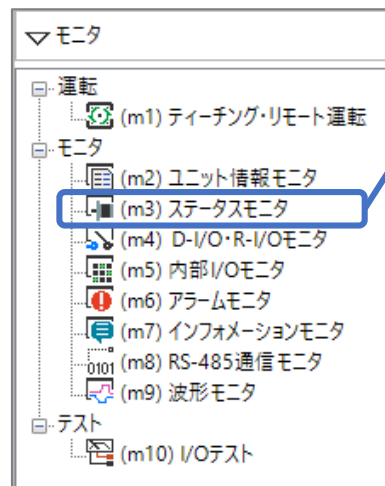 モニタ
運転
(m1) ティーチング・リモート運転
モニタ
(m2) ユニット情報モニタ
(m3) ステータスモニタ
(m4) D-I/O・R-I/Oモニタ
(m5) 内部I/Oモニタ
(m6) アラームモニタ
(m7) インフォメーションモニタ
0101 (m8) RS-485通信モニタ
(m9) 波形モニタ
テスト
(m10) I/Oテスト